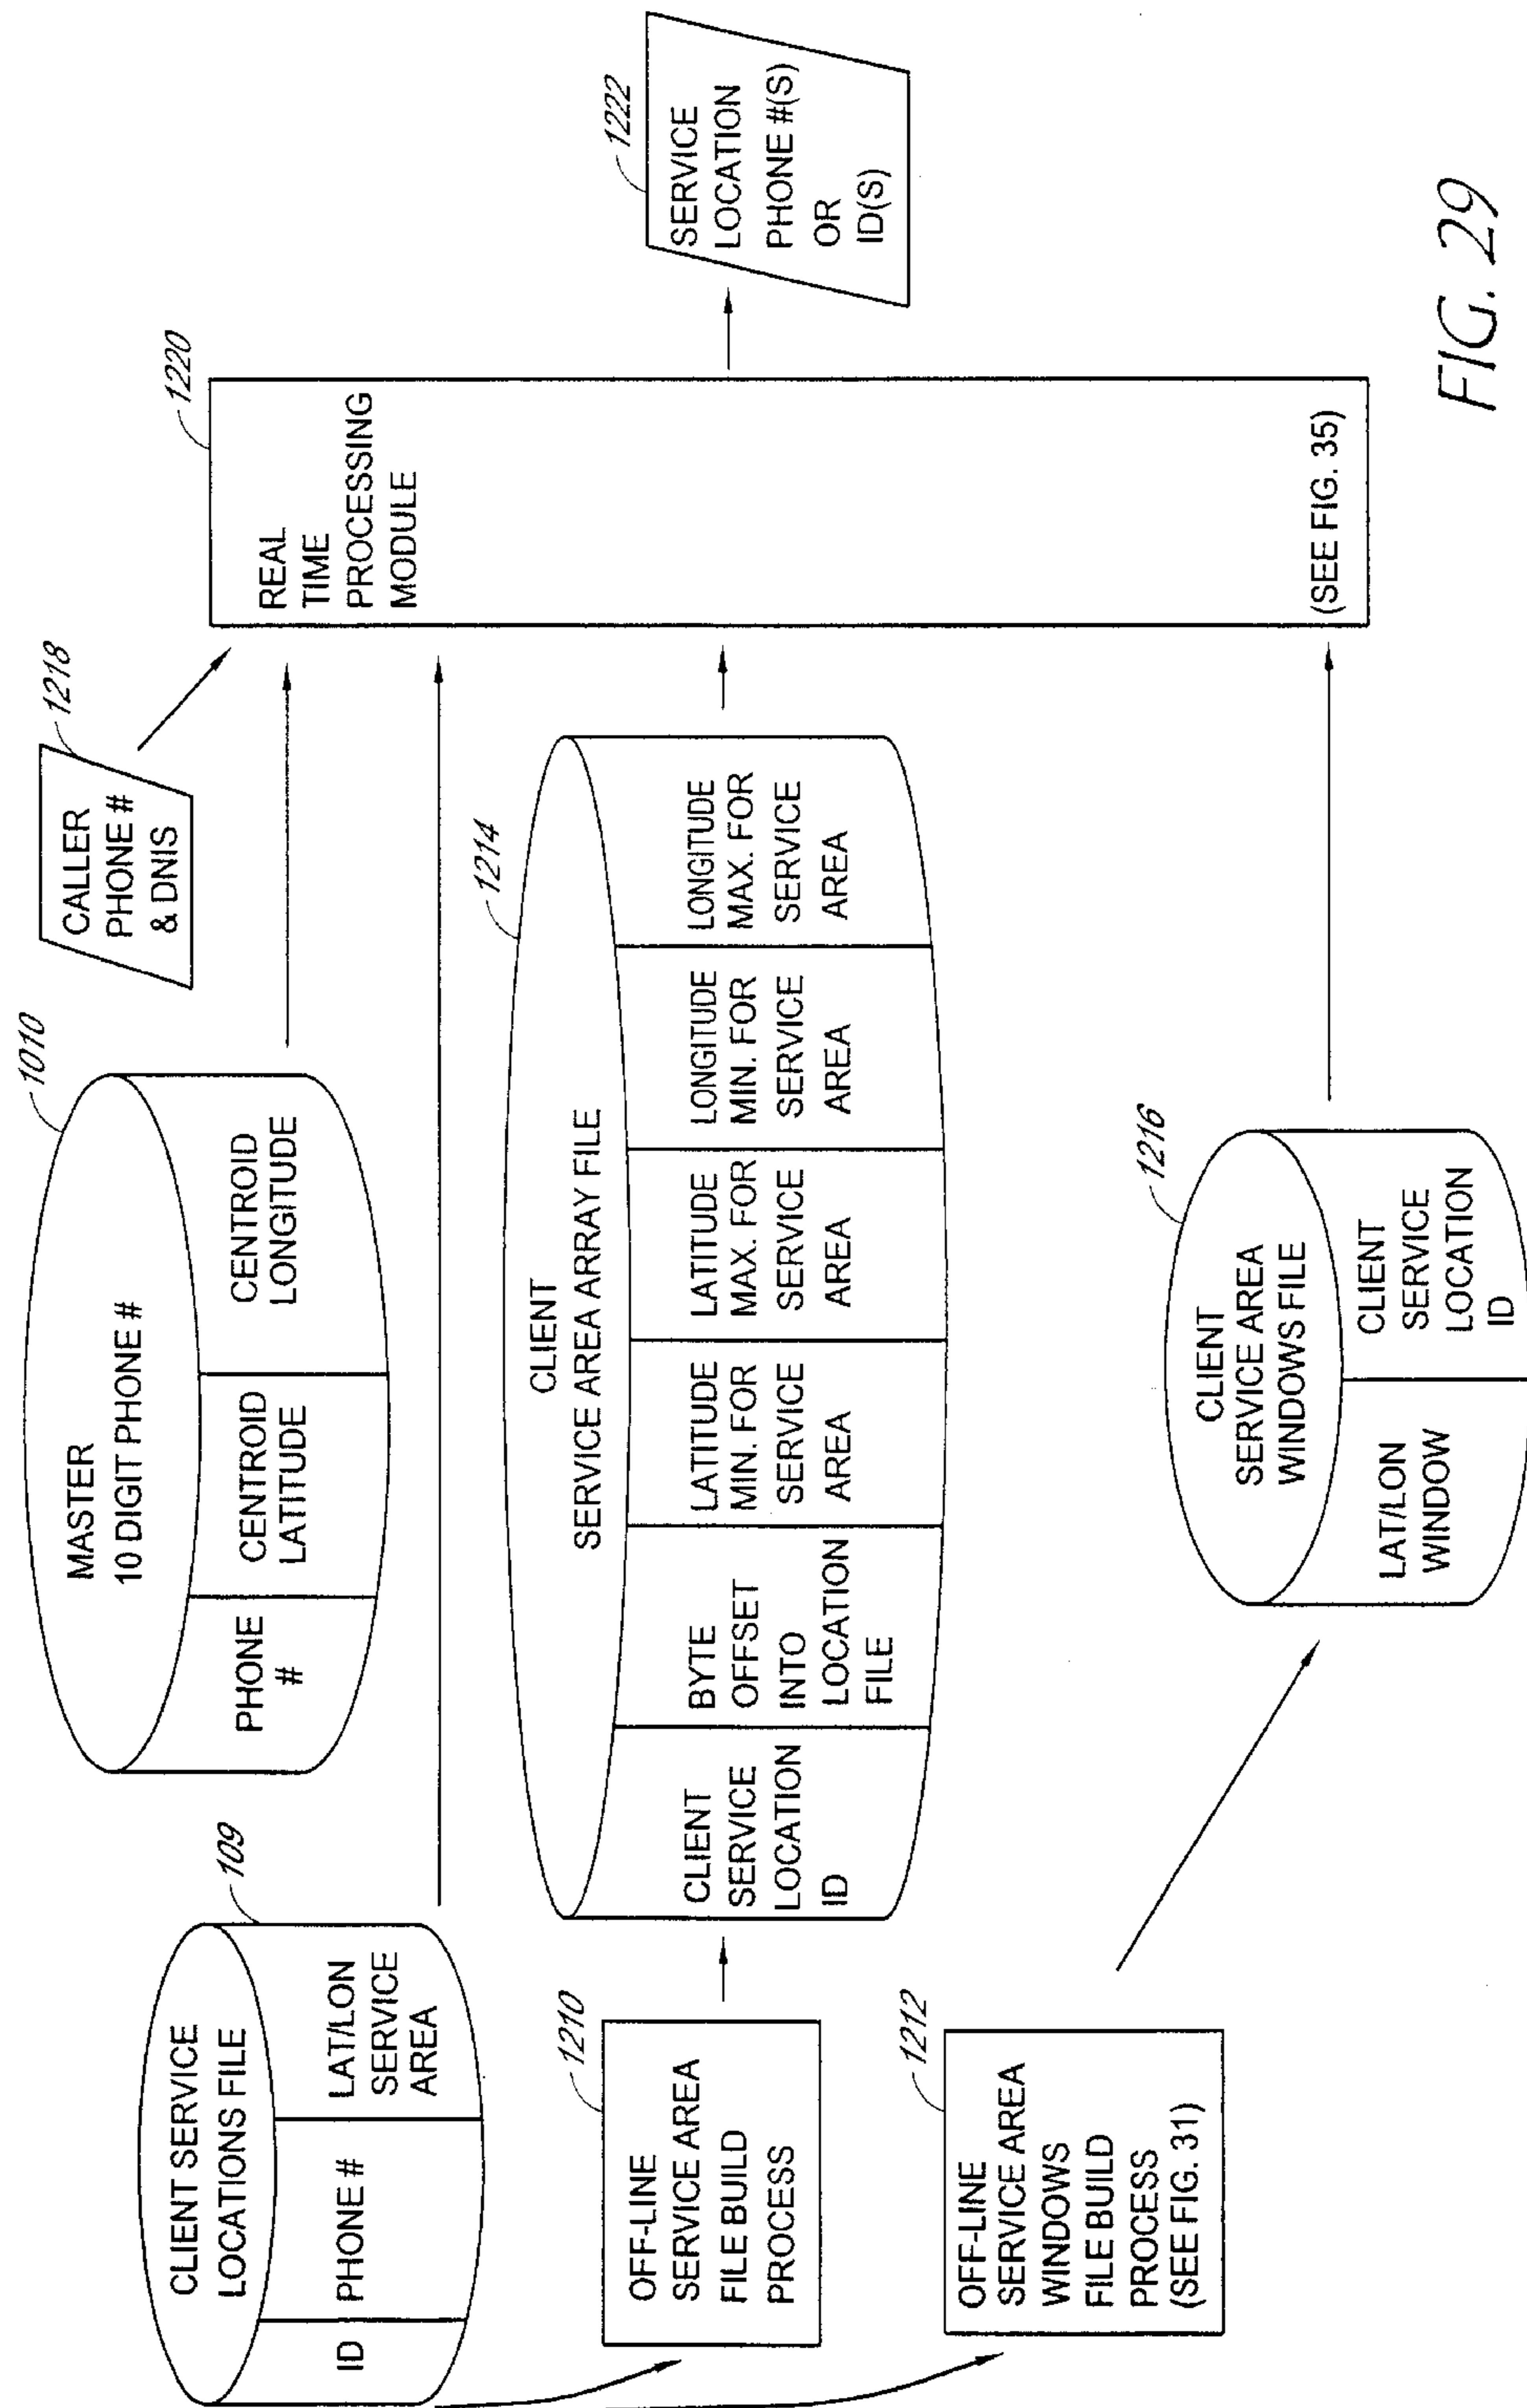 CLIENT SERVICE
LOCATIONS FILE
109
ID
PHONE #
LAT/LON
SERVICE
AREA
MASTER
10 DIGIT PHONE #
1010
PHONE
#
CENTROID
LATITUDE
CENTROID
LONGITUDE
CALLER
PHONE #
& DNIS
1218
OFF-LINE
SERVICE AREA
FILE BUILD
PROCESS
1210
CLIENT
SERVICE AREA ARRAY FILE
1214
CLIENT
SERVICE
LOCATION
ID
BYTE
OFFSET
INTO
LOCATION
FILE
LATITUDE
MIN. FOR
SERVICE
AREA
LATITUDE
MAX. FOR
SERVICE
AREA
LONGITUDE
MIN. FOR
SERVICE
AREA
LONGITUDE
MAX. FOR
SERVICE
AREA
REAL
TIME
PROCESSING
MODULE
1220
(SEE FIG. 35)
SERVICE
LOCATION
PHONE #(S)
OR
ID(S)
1222
OFF-LINE
SERVICE AREA
WINDOWS
FILE BUILD
PROCESS
(SEE FIG. 31)
1212
CLIENT
SERVICE AREA
WINDOWS FILE
1216
LAT/LON
WINDOW
CLIENT
SERVICE
LOCATION
ID
FIG. 29